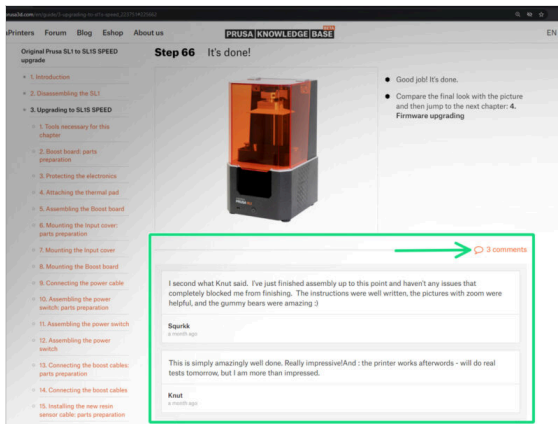 Printers Forum Blog Eshop About us
PRUSA KNOWLEDGE BASE
BETA
EN
Original Prusa SL1 to SL1S SPEED
upgrade
1. Introduction
2. Disassembling the SL1
3. Upgrading to SL1S SPEED
1. Tools necessary for this
chapter
2. Boost board: parts
preparation
3. Protecting the electronics
4. Attaching the thermal pad
5. Assembling the Boost board
6. Mounting the Input cover:
parts preparation
7. Mounting the Input cover
8. Mounting the Boost board
9. Connecting the power cable
10. Assembling the power
switch: parts preparation
11. Assembling the power switch
12. Assembling the power
switch
13. Connecting the boost cables:
parts preparation
14. Connecting the boost cables
15. Installing the new resin
sensor cable: parts preparation
Step 66 It's done!
Good job! It's done.
Compare the final look with the picture
and then jump to the next chapter: 4.
Firmware upgrading
3 comments
I second what Knut said. I've just finished assembly up to this point and haven't any issues that
completely blocked me from finishing. The instructions were well written, the pictures with zoom were
helpful, and the gummy bears were amazing :)
Squrkk
a month ago
This is simply amazingly well done. Really impressive!And : the printer works afterwords - will do real
tests tomorrow, but I am more than impressed.
Knut
a month ago